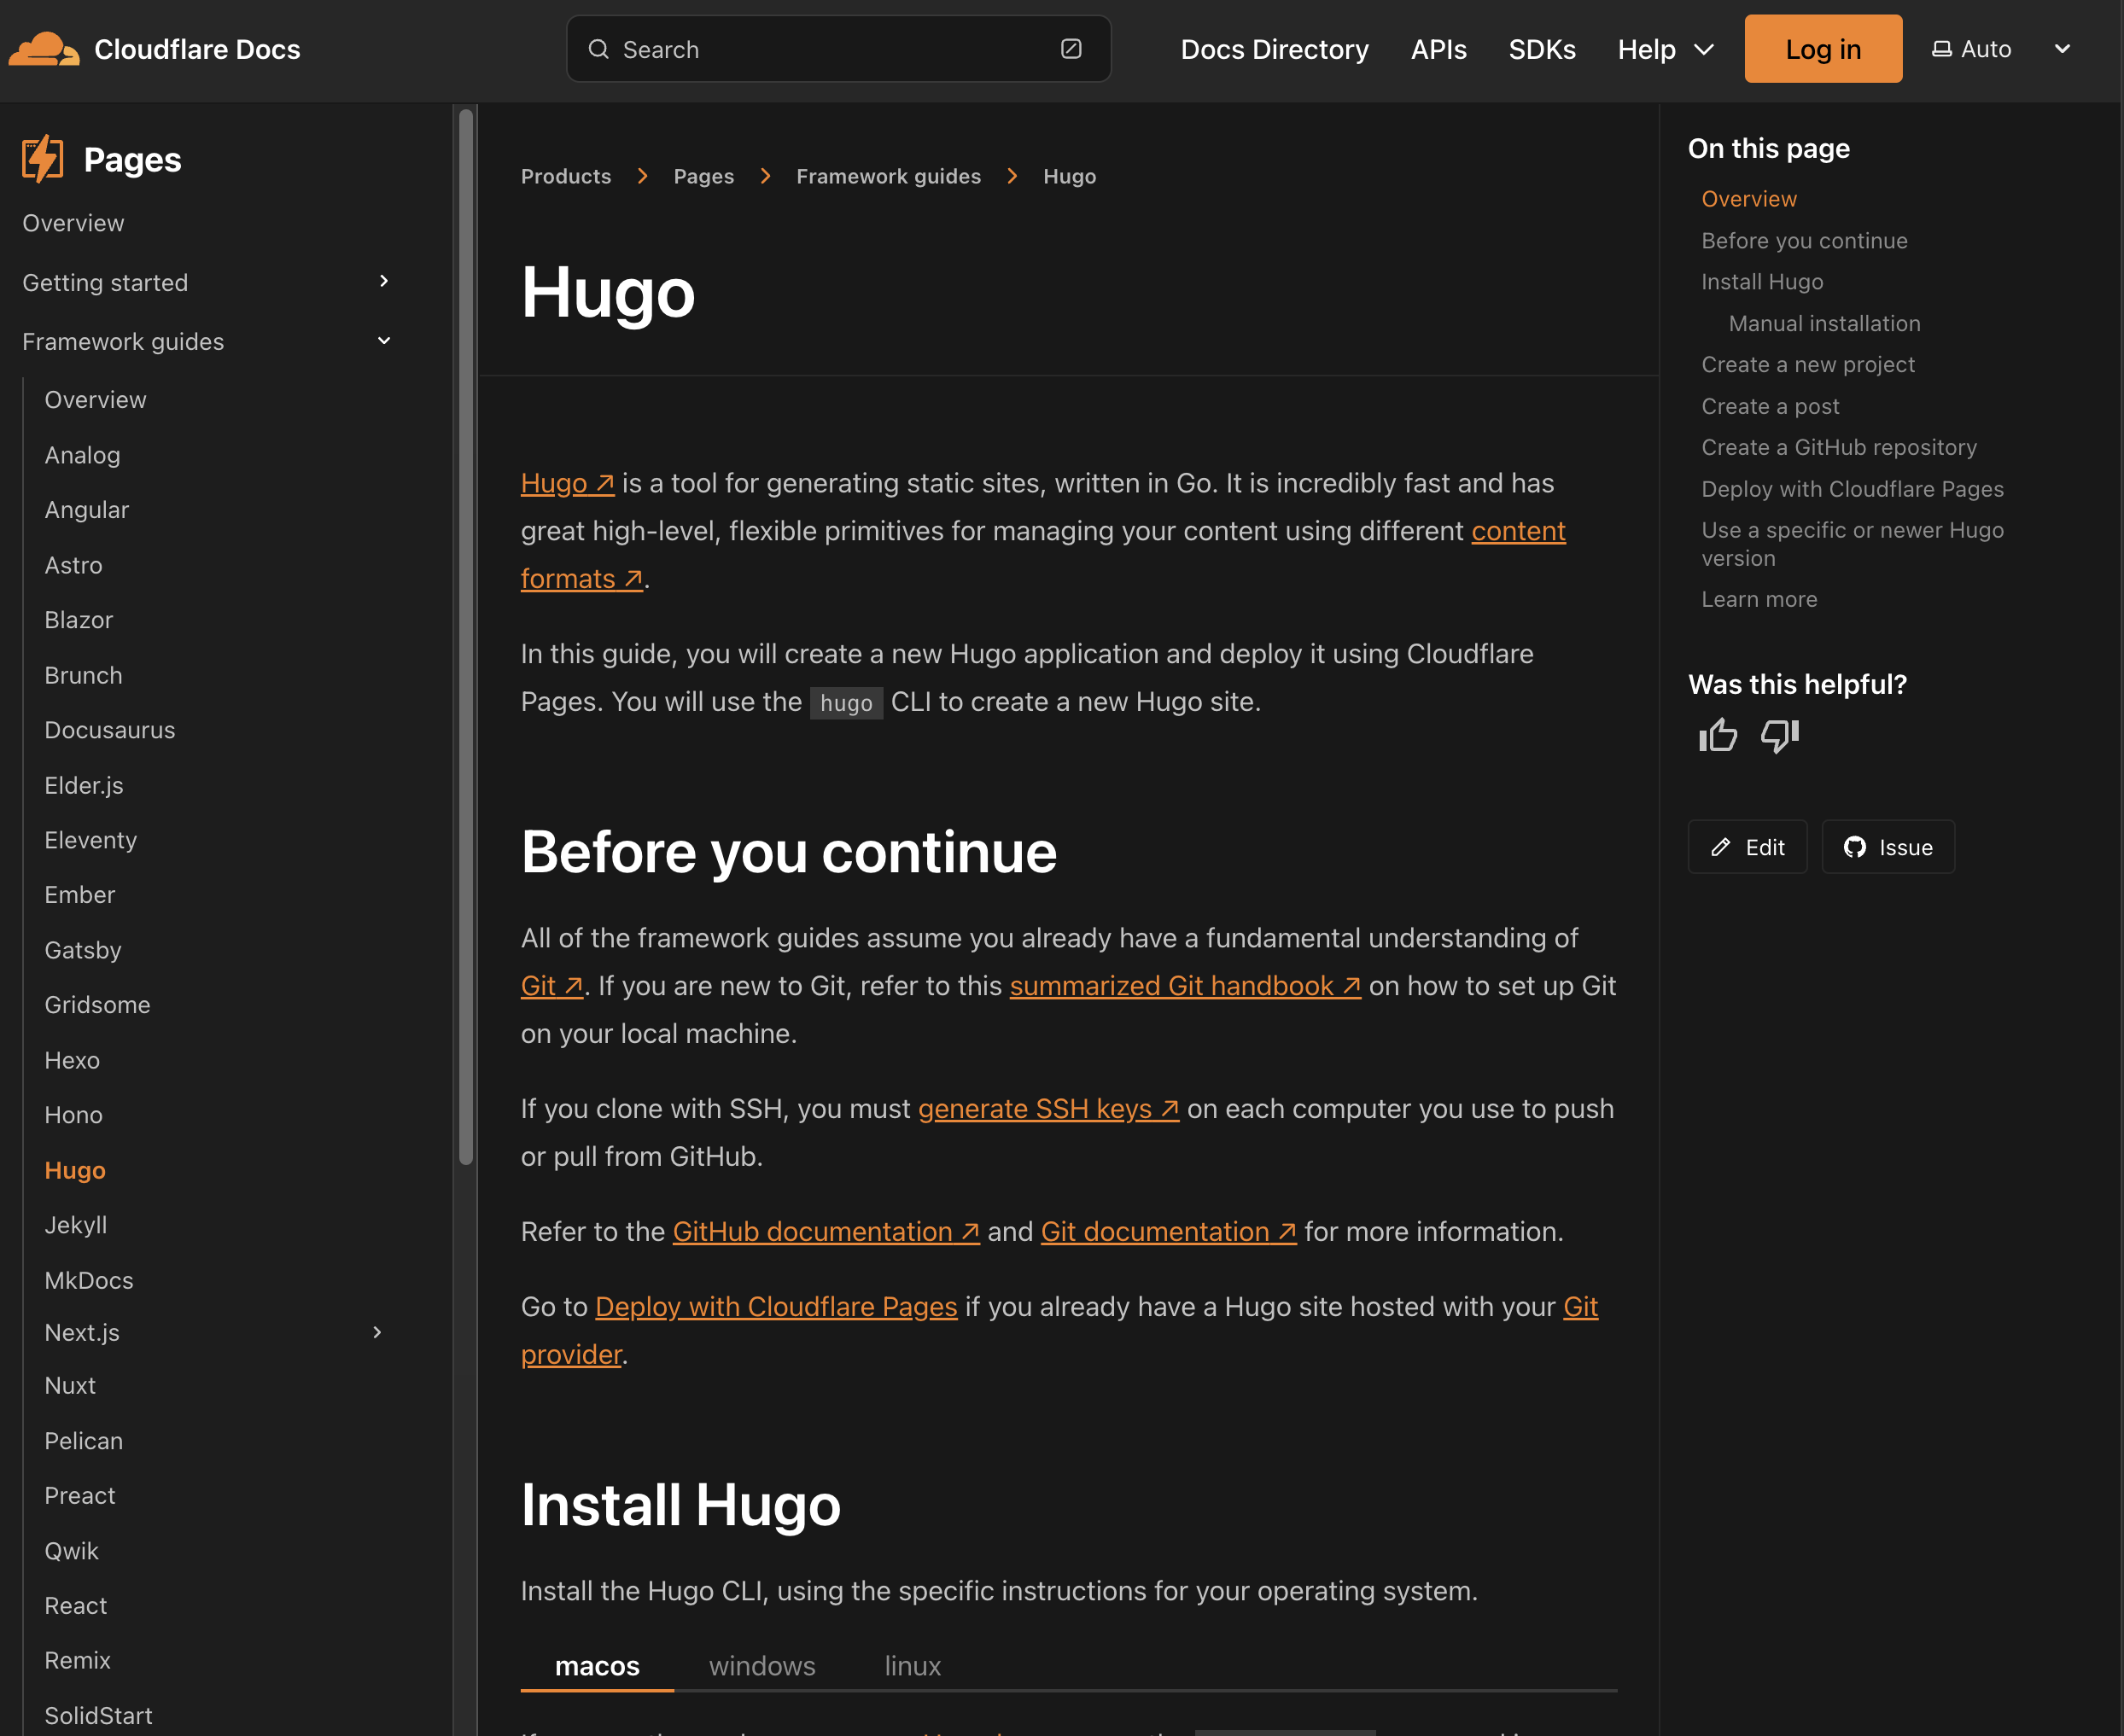 Cloudflare Docs
Search
Docs Directory
APIs
SDKs
Help
Log in
Auto
Pages
Overview
Getting started
Framework guides
Overview
Analog
Angular
Astro
Blazor
Brunch
Docusaurus
Elder.js
Eleventy
Ember
Gatsby
Gridsome
Hexo
Hono
Hugo
Jekyll
MkDocs
Next.js
Nuxt
Pelican
Preact
Qwik
React
Remix
SolidStart
Products > Pages > Framework guides > Hugo
Hugo
Hugo ↗ is a tool for generating static sites, written in Go. It is incredibly fast and has
great high-level, flexible primitives for managing your content using different content
formats ↗.
In this guide, you will create a new Hugo application and deploy it using Cloudflare
Pages. You will use the hugo CLI to create a new Hugo site.
Before you continue
All of the framework guides assume you already have a fundamental understanding of
Git ↗. If you are new to Git, refer to this summarized Git handbook ↗ on how to set up Git
on your local machine.
If you clone with SSH, you must generate SSH keys ↗ on each computer you use to push
or pull from GitHub.
Refer to the GitHub documentation ↗ and Git documentation ↗ for more information.
Go to Deploy with Cloudflare Pages if you already have a Hugo site hosted with your Git
provider.
Install Hugo
Install the Hugo CLI, using the specific instructions for your operating system.
macos
windows
linux
On this page
Overview
Before you continue
Install Hugo
Manual installation
Create a new project
Create a post
Create a GitHub repository
Deploy with Cloudflare Pages
Use a specific or newer Hugo
version
Learn more
Was this helpful?
Edit
Issue